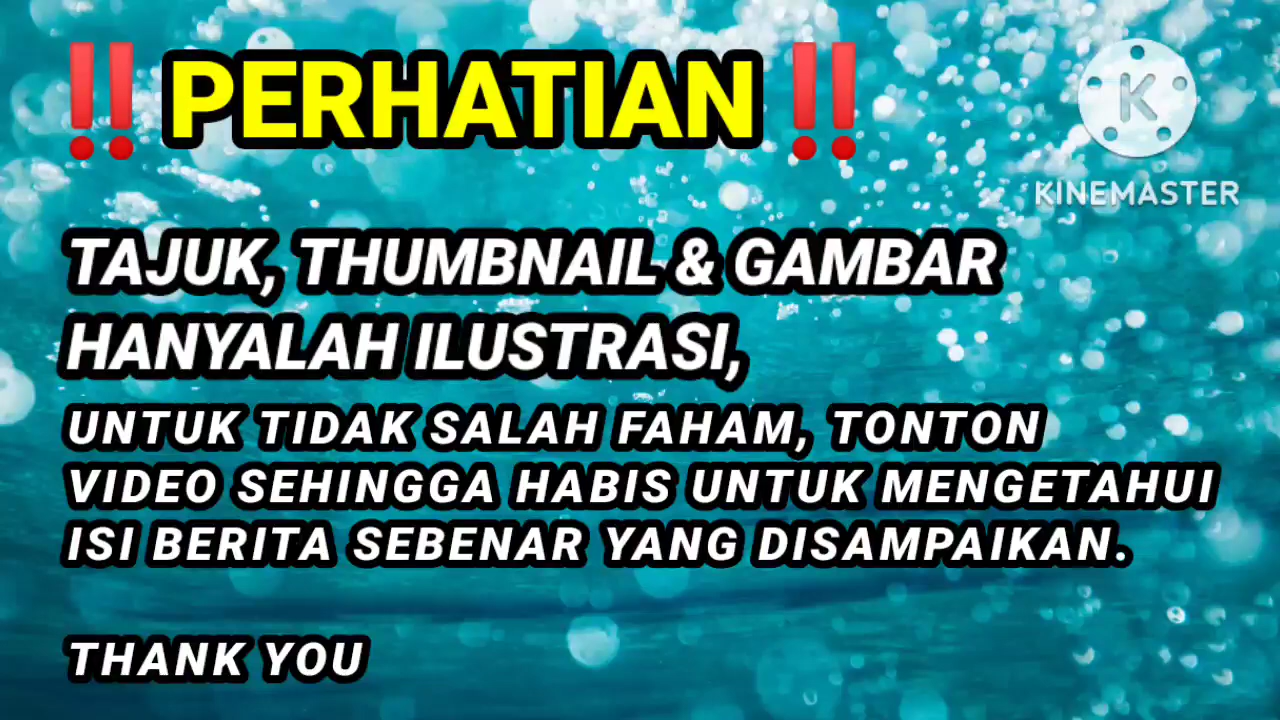 ‼PERHATIAN‼
KINEMASTER
TAJUK, THUMBNAIL & GAMBAR
HANYALAH ILUSTRASI,
UNTUK TIDAK SALAH FAHAM, TONTON
VIDEO SEHINGGA HABIS UNTUK MENGETAHUI
ISI BERITA SEBENAR YANG DISAMPAIKAN.
THANK YOU